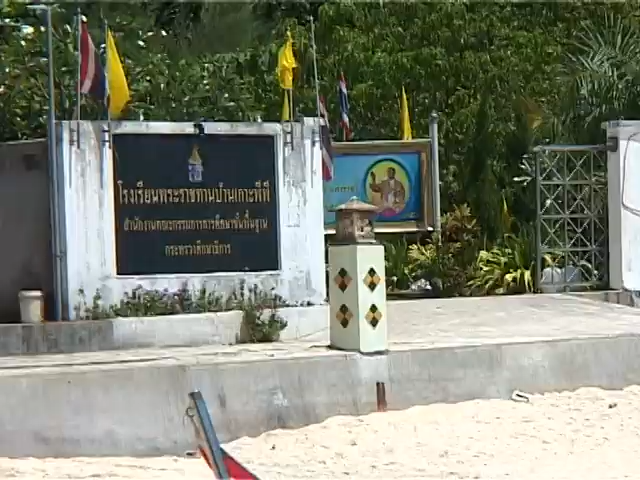 โรงเรียนพระราชทานบ้านเกาะพีพี
สำนักงานคณะกรรมการการศึกษาขั้นพื้นฐาน
กระทรวงศึกษาธิการ